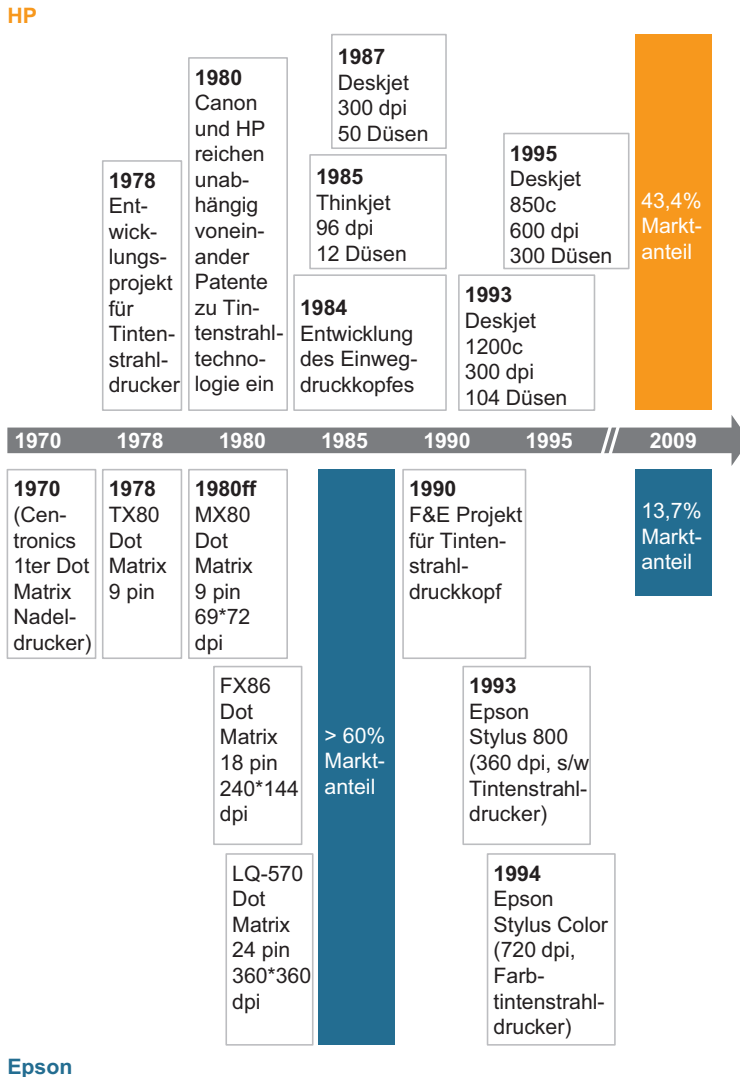 HP
1978
Ent-
wick-
lungs-
projekt
für
Tinten-
strahl-
drucker
1980
Canon
und HP
reichen
unab-
hängig
vonein-
ander
Patente
zu Tin-
tenstrahl-
techno-
logie ein
1987
Deskjet
300 dpi
50 Düsen
1985
Thinkjet
96 dpi
12 Düsen
1984
Entwicklung
des Einweg-
druckkopfes
1995
Deskjet
850c
600 dpi
300 Düsen
1993
Deskjet
1200c
300 dpi
104 Düsen
43,4%
Markt-
anteil
1970 1978 1980 1985 1990 1995 // 2009
1970
(Cen-
tronics
1ter Dot
Matrix
Nadel-
drucker)
1978
TX80
Dot
Matrix
9 pin
1980ff
MX80
Dot
Matrix
9 pin
69*72
dpi
FX86
Dot
Matrix
18 pin
240*144
dpi
LQ-570
Dot
Matrix
24 pin
360*360
dpi
> 60%
Markt-
anteil
1990
F&E Projekt
für Tinten-
strahl-
druckkopf
1993
Epson
Stylus 800
(360 dpi, s/w
Tintenstrahl-
drucker)
1994
Epson
Stylus Color
(720 dpi,
Farb-
tintenstrahl-
drucker)
13,7%
Markt-
anteil
Epson